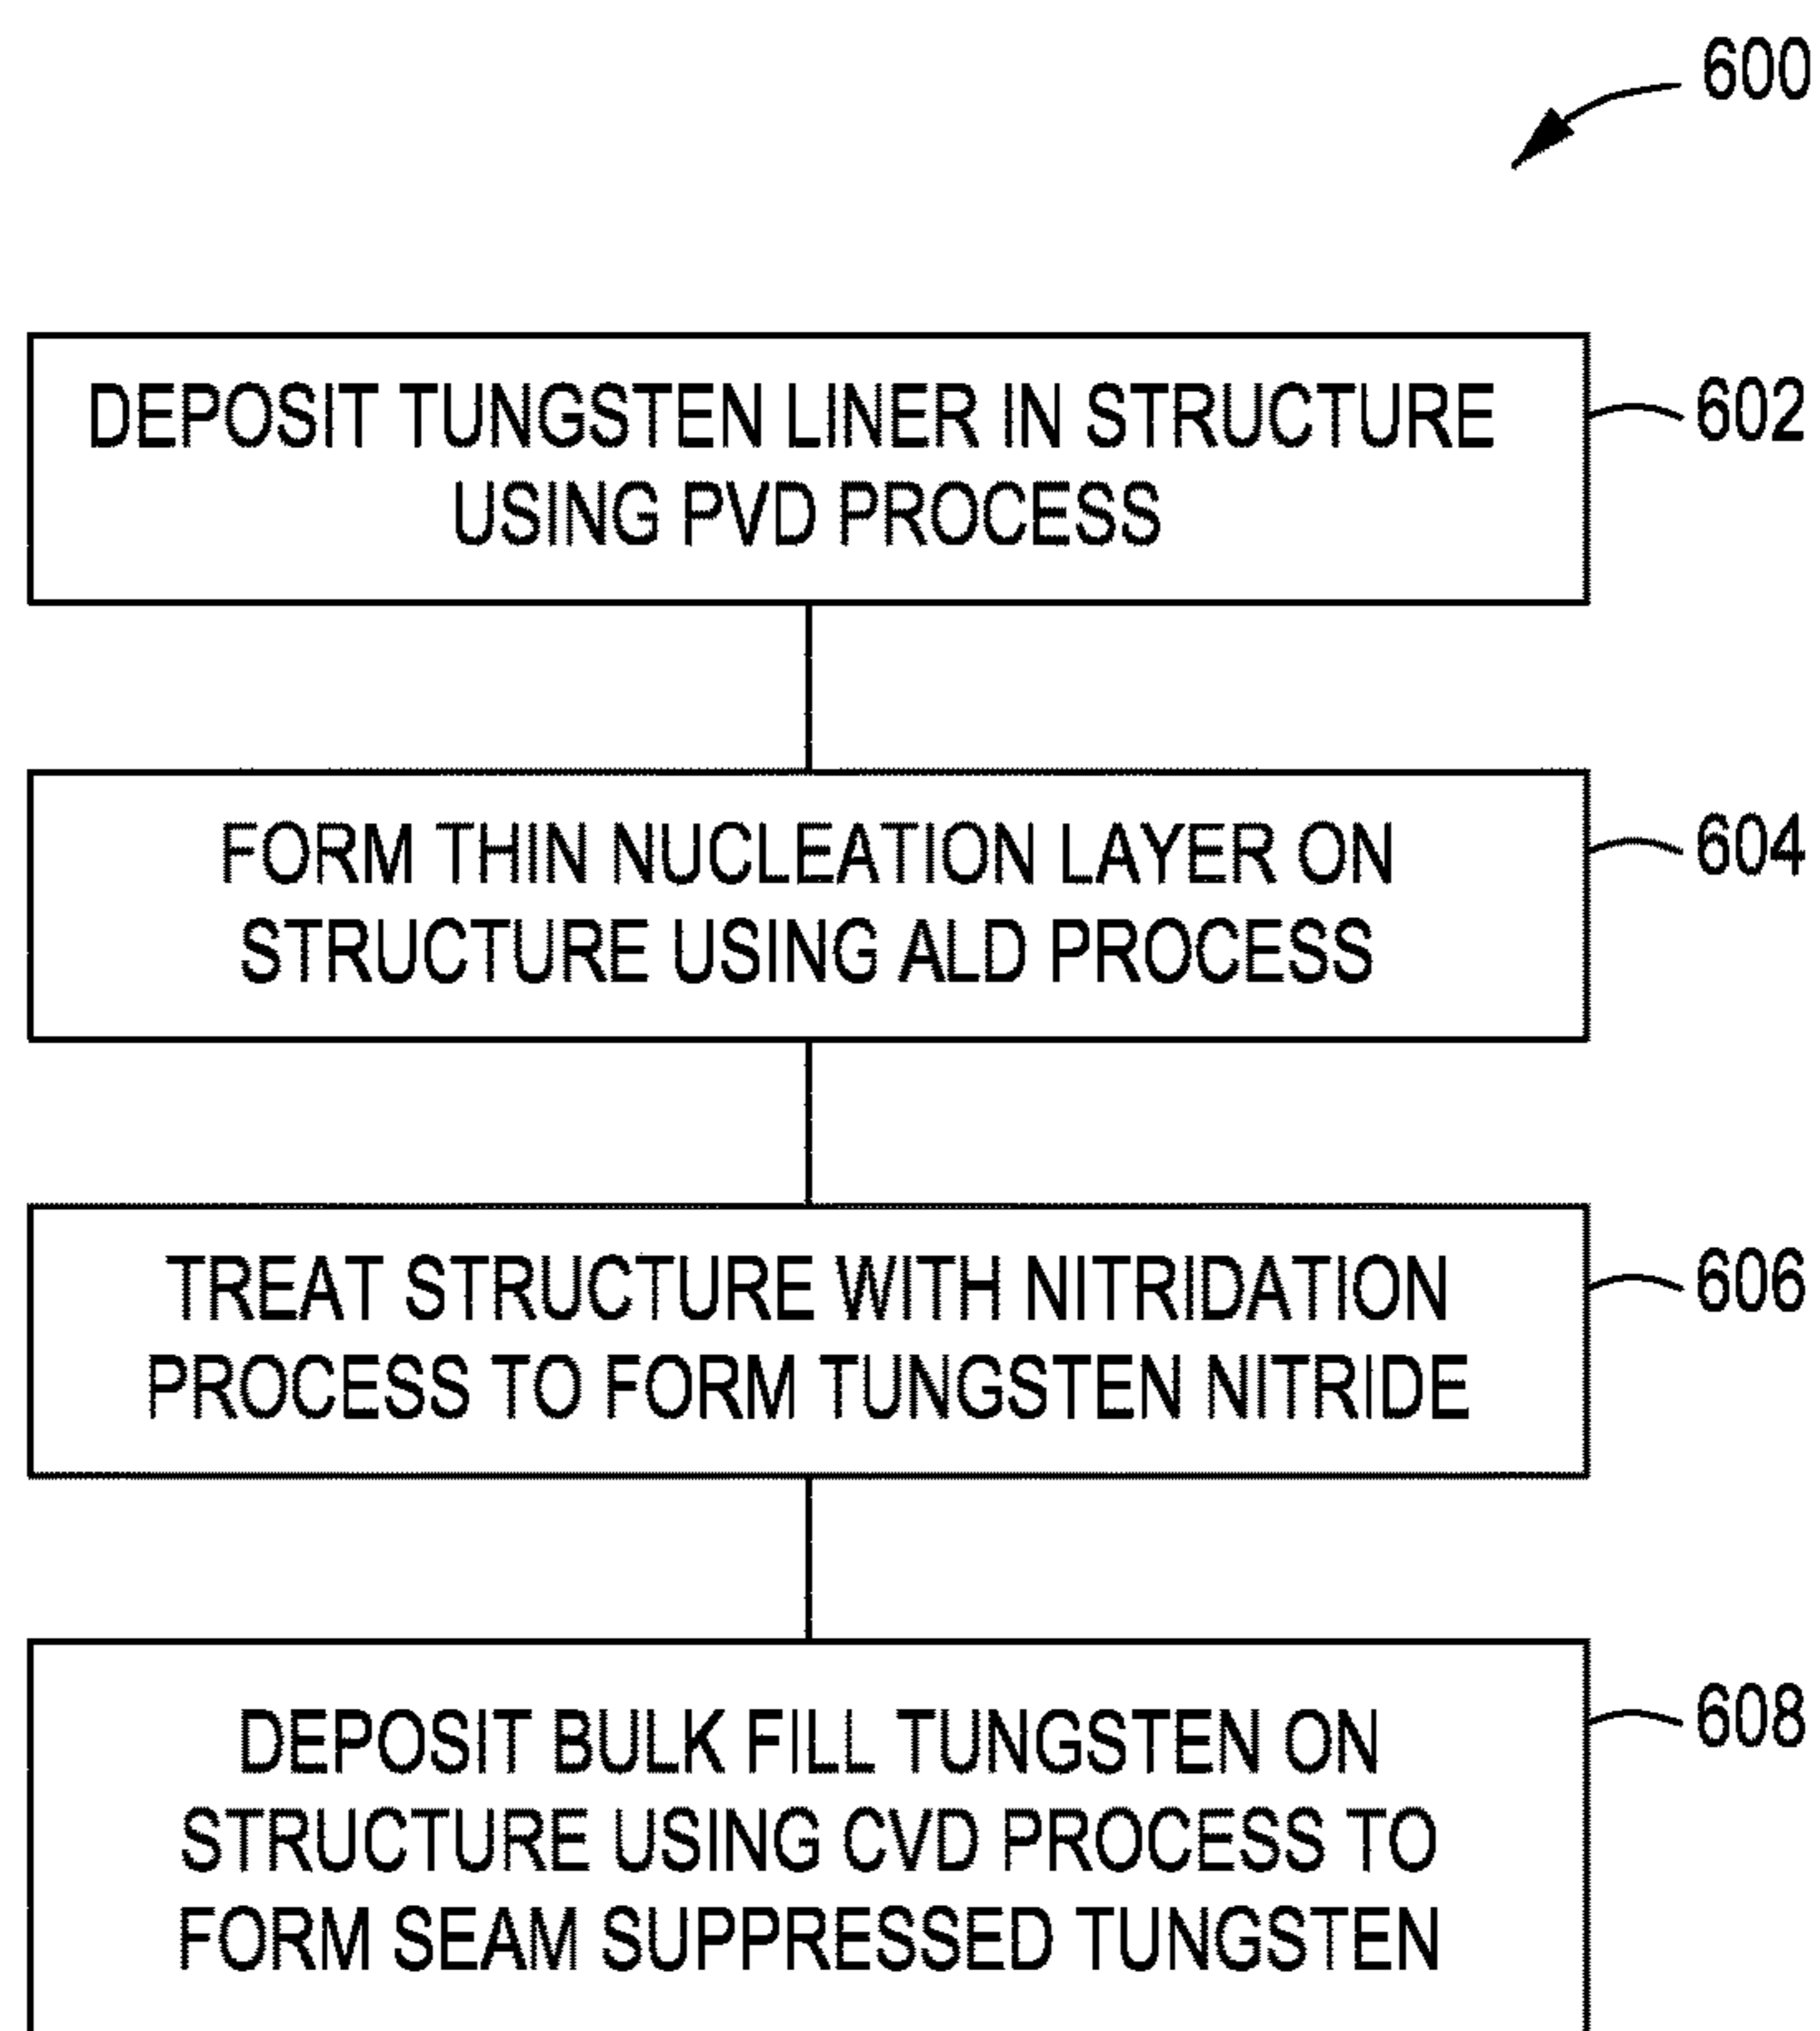 600
DEPOSIT TUNGSTEN LINER IN STRUCTURE
USING PVD PROCESS
602
FORM THIN NUCLEATION LAYER ON
STRUCTURE USING ALD PROCESS
604
TREAT STRUCTURE WITH NITRIDATION
PROCESS TO FORM TUNGSTEN NITRIDE
606
DEPOSIT BULK FILL TUNGSTEN ON
STRUCTURE USING CVD PROCESS TO
FORM SEAM SUPPRESSED TUNGSTEN
608